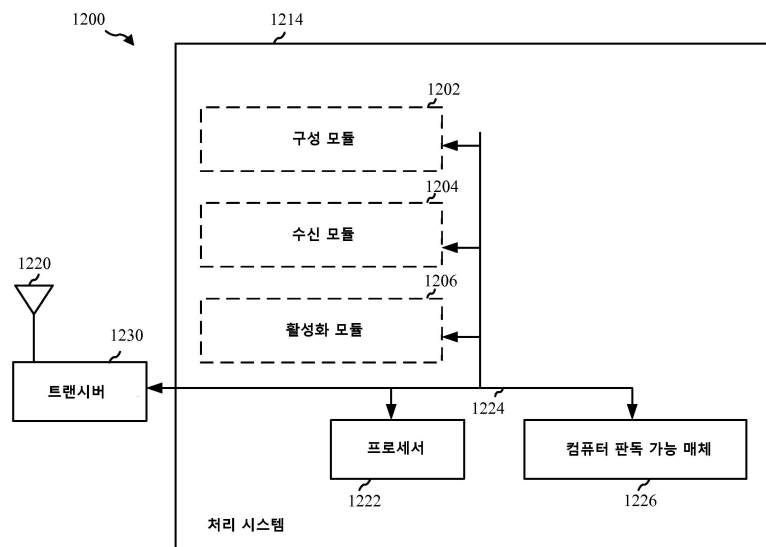 1200
1214
1202
구성 모듈
1204
수신 모듈
1220
1206
활성화 모듈
1230
트랜시버
1224
프로세서
컴퓨터 판독 가능 매체
1222
1226
처리 시스템